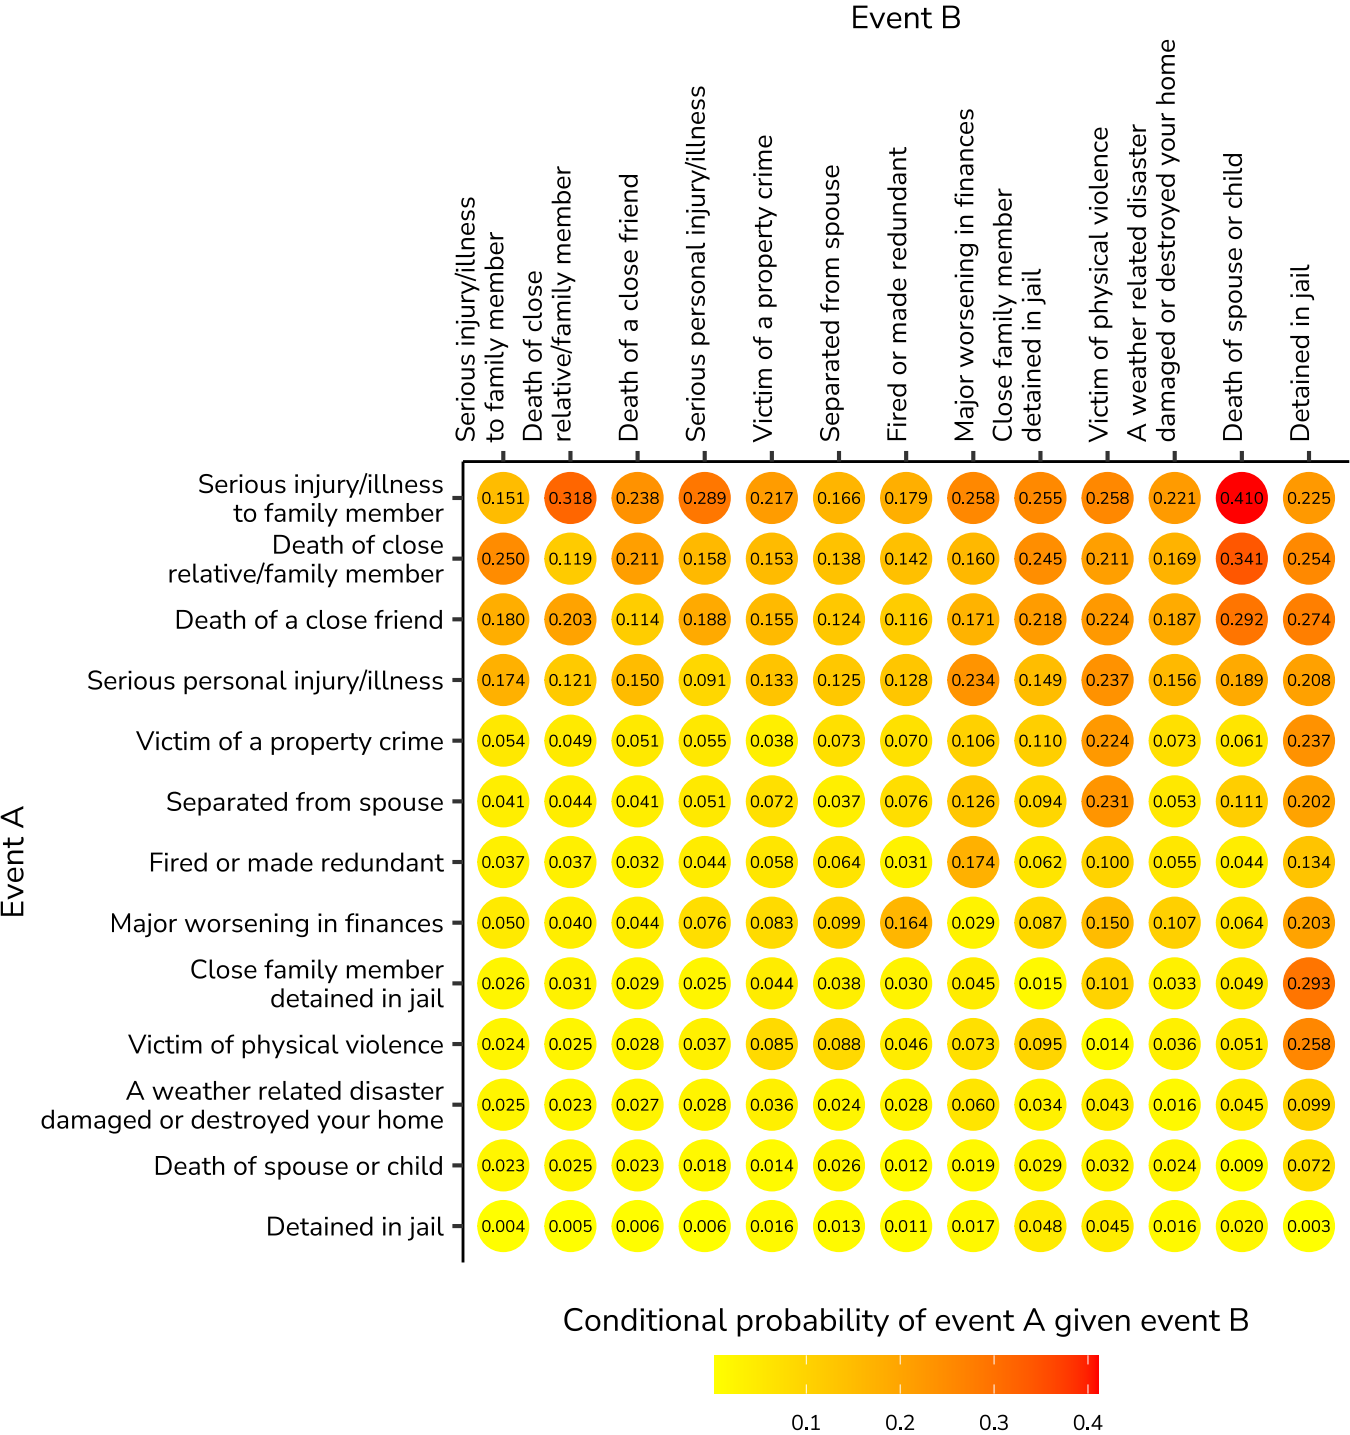 Event B
Serious injury/illness
to family member
Death of close
relative/family member
Death of a close friend
Serious personal injury/illness
Victim of a property crime
Separated from spouse
Fired or made redundant
Major worsening in finances
Close family member
detained in jail
Victim of physical violence
A weather related disaster
damaged or destroyed your home
Death of spouse or child
Detained in jail
Event A
Serious injury/illness
to family member
0.151 0.318 0.238 0.289 0.217 0.166 0.179 0.258 0.255 0.258 0.221 0.410 0.225
Death of close
relative/family member
0.250 0.119 0.211 0.158 0.153 0.138 0.142 0.160 0.245 0.211 0.169 0.341 0.254
Death of a close friend 0.180 0.203 0.114 0.188 0.155 0.124 0.116 0.171 0.218 0.224 0.187 0.292 0.274
Serious personal injury/illness 0.174 0.121 0.150 0.091 0.133 0.125 0.128 0.234 0.149 0.237 0.156 0.189 0.208
Victim of a property crime 0.054 0.049 0.051 0.055 0.038 0.073 0.070 0.106 0.110 0.224 0.073 0.061 0.237
Separated from spouse 0.041 0.044 0.041 0.051 0.072 0.037 0.076 0.126 0.094 0.231 0.053 0.111 0.202
Fired or made redundant 0.037 0.037 0.032 0.044 0.058 0.064 0.031 0.174 0.062 0.100 0.055 0.044 0.134
Major worsening in finances 0.050 0.040 0.044 0.076 0.083 0.099 0.164 0.029 0.087 0.150 0.107 0.064 0.203
Close family member
detained in jail
0.026 0.031 0.029 0.025 0.044 0.038 0.030 0.045 0.015 0.101 0.033 0.049 0.293
Victim of physical violence 0.024 0.025 0.028 0.037 0.085 0.088 0.046 0.073 0.095 0.014 0.036 0.051 0.258
A weather related disaster
damaged or destroyed your home
0.025 0.023 0.027 0.028 0.036 0.024 0.028 0.060 0.034 0.043 0.016 0.045 0.099
Death of spouse or child 0.023 0.025 0.023 0.018 0.014 0.026 0.012 0.019 0.029 0.032 0.024 0.009 0.072
Detained in jail 0.004 0.005 0.006 0.006 0.016 0.013 0.011 0.017 0.048 0.045 0.016 0.020 0.003
Conditional probability of event A given event B
0.1 0.2 0.3 0.4